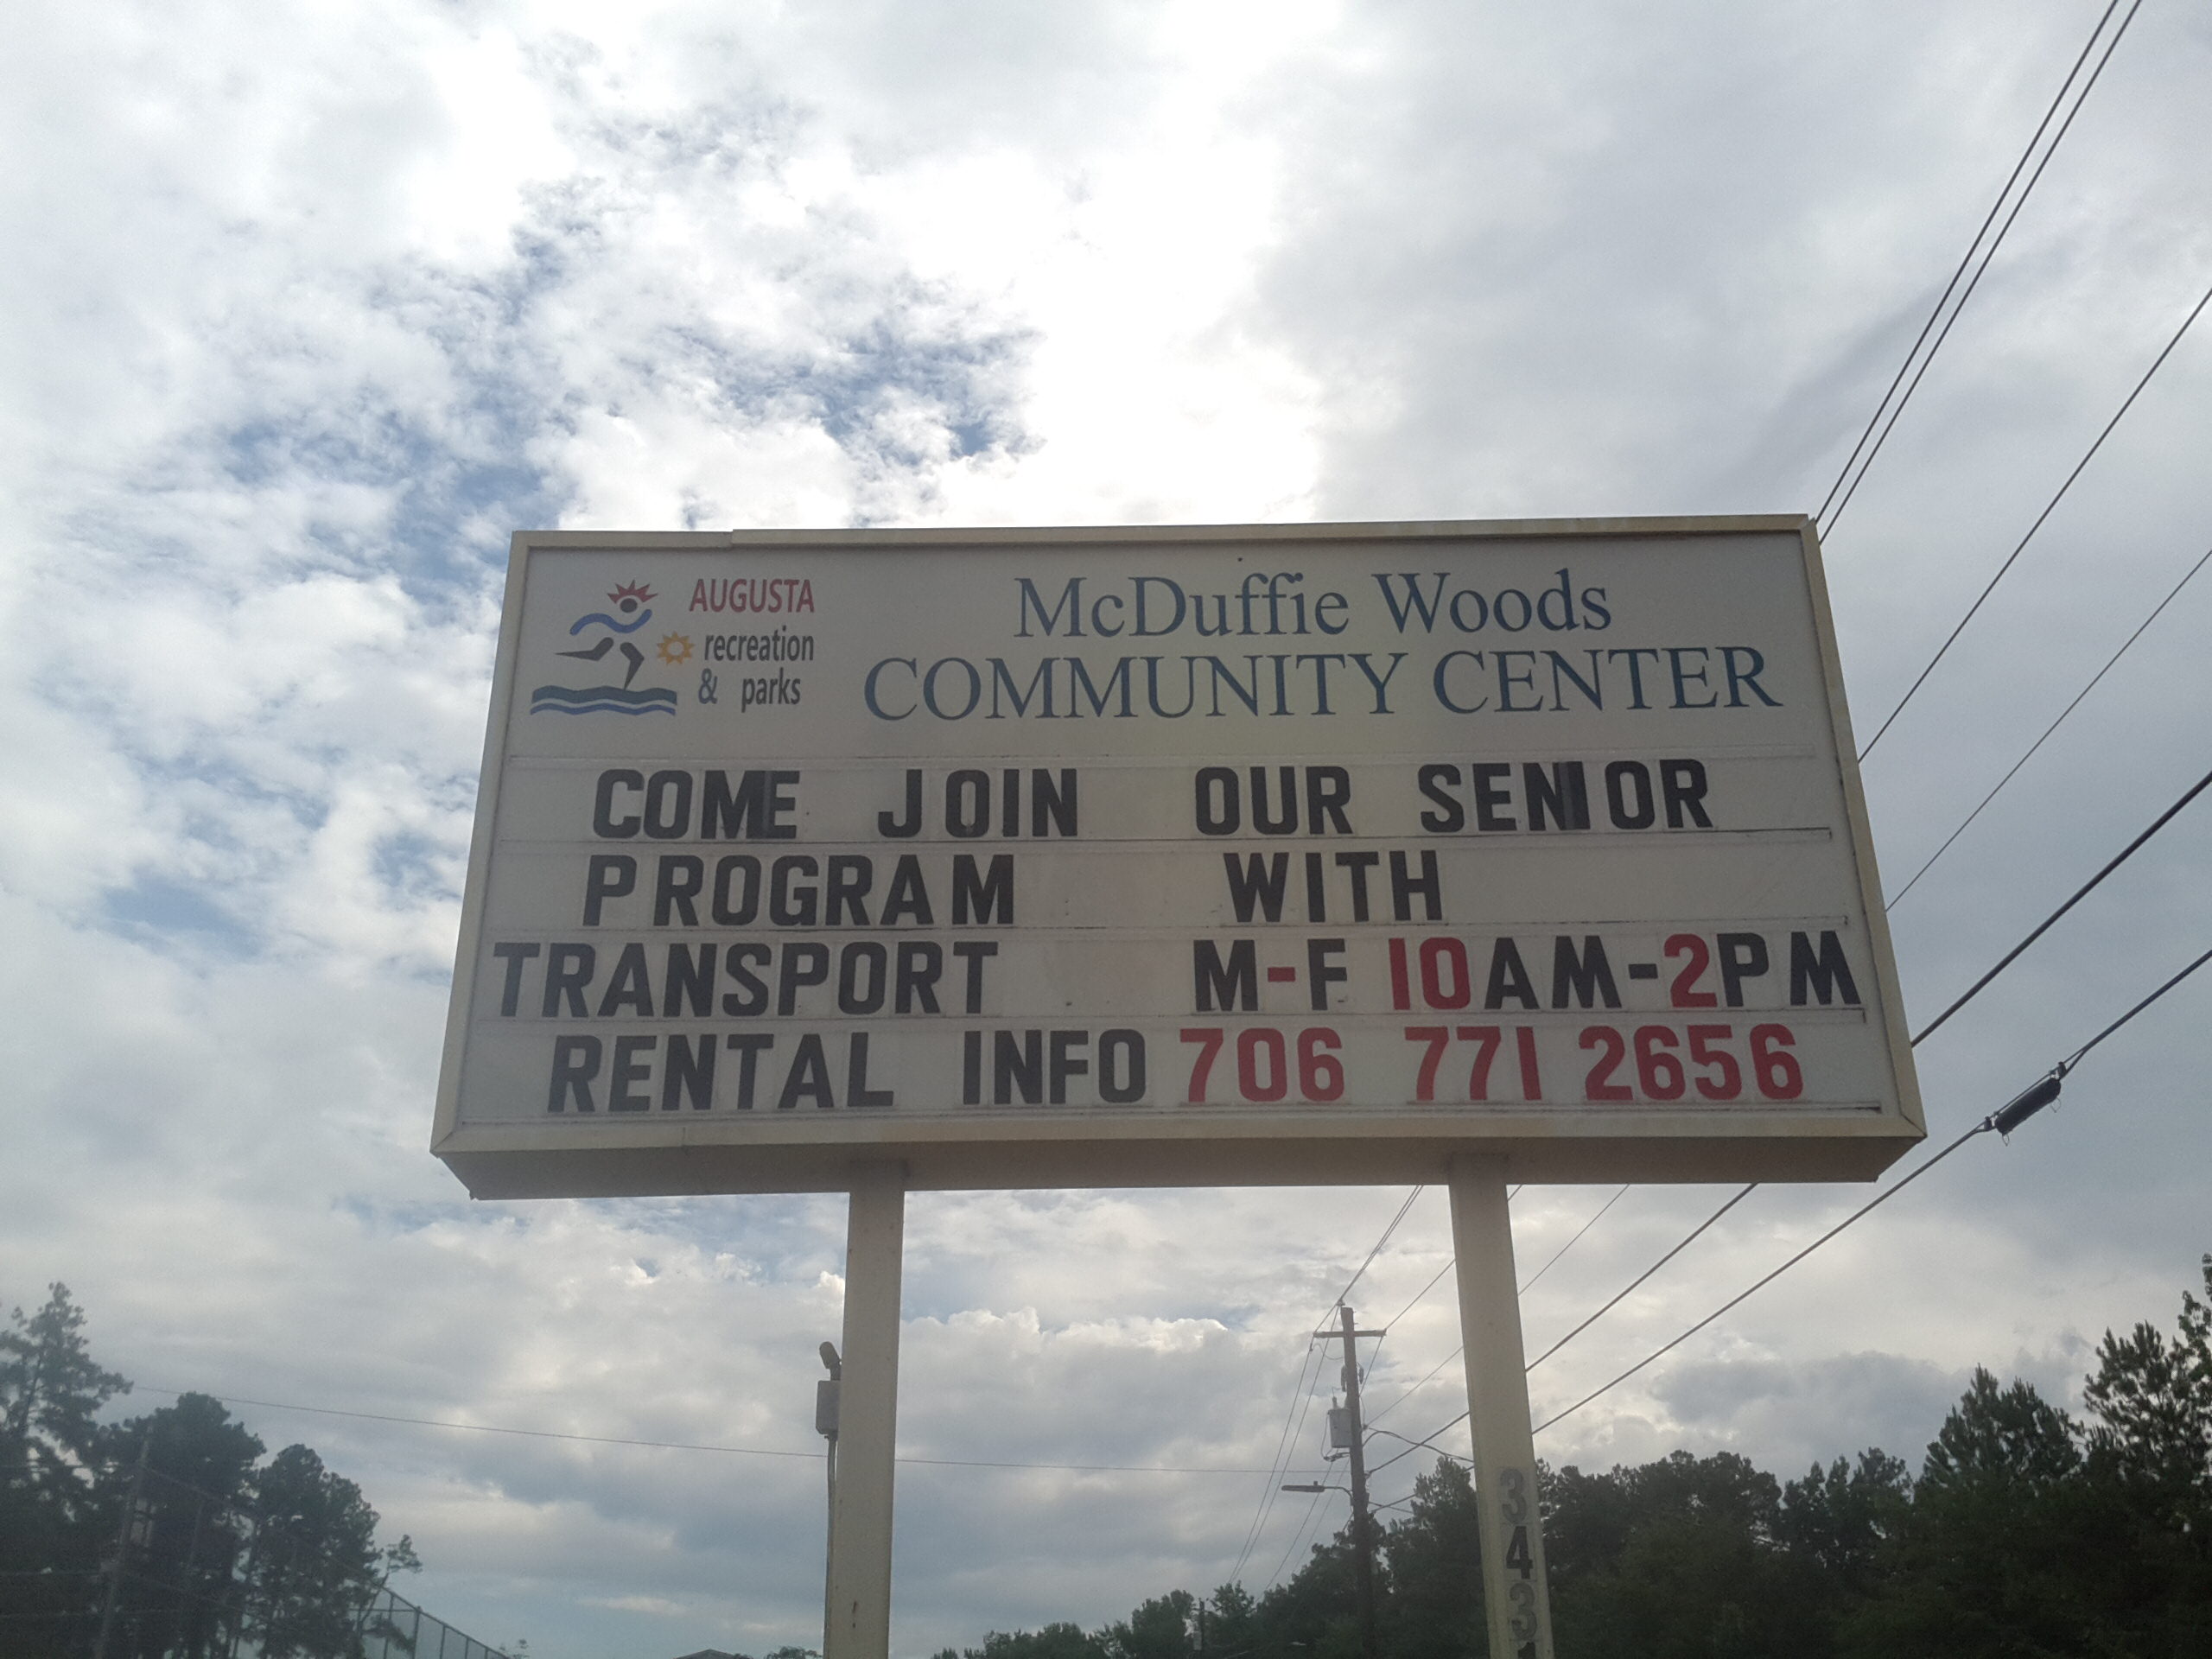 AUGUSTA
recreation
& parks
McDuffie Woods
COMMUNITY CENTER
COME JOIN OUR SENIOR
PROGRAM WITH
TRANSPORT M-F 10AM-2PM
RENTAL INFO 706 771 2656
3431